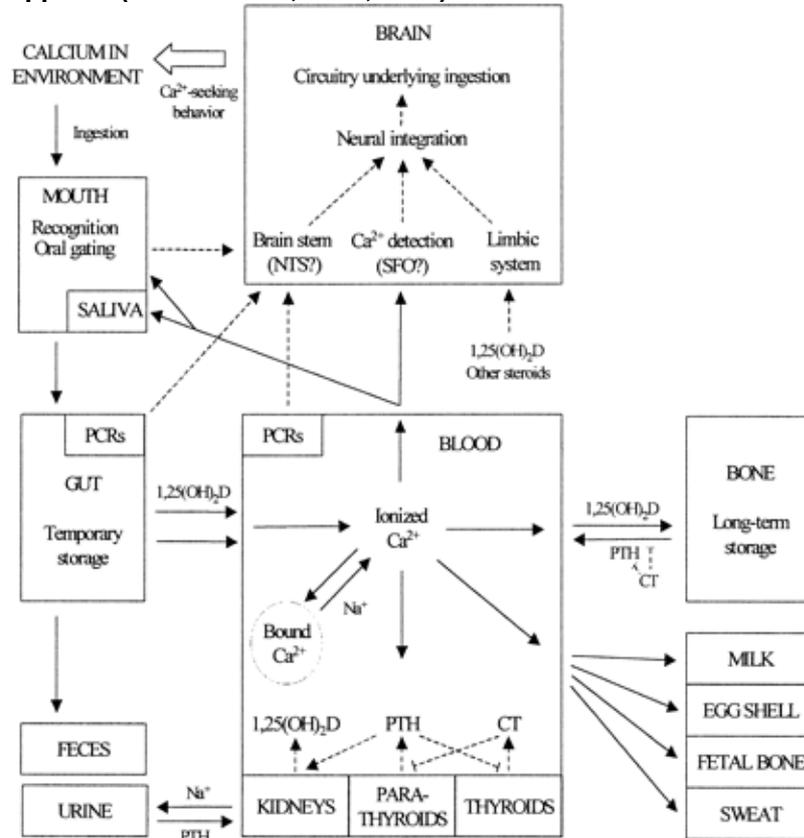 BRAIN
CALCIUM IN
ENVIRONMENT
Ca²⁺-seeking
behavior
Circuitry underlying ingestion
Ingestion
Neural integration
MOUTH
Recognition
Oral gating
Brain stem
(NTS?)
Ca²⁺ detection
(SFO?)
Limbic
system
SALIVA
1,25(OH)₂D
Other steroids
PCRs
GUT
Temporary
storage
1,25(OH)₂D
PCRs
BLOOD
Ionized
Ca²⁺
Na⁺
Bound
Ca²⁺
1,25(OH)₂D
PTH
CT
BONE
Long-term
storage
1,25(OH)₂D
PTH
CT
MILK
EGG SHELL
FETAL BONE
SWEAT
FECES
URINE
Na⁺
PTH
KIDNEYS
PARA-
THYROIDS
THYROIDS